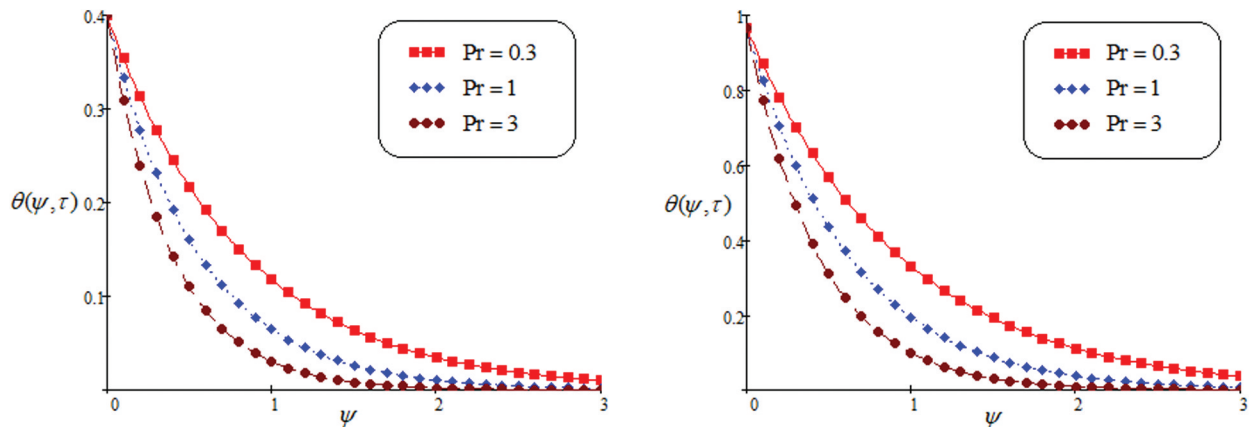 0.4
0.3
θ(ψ,τ) 0.2
0.1
0 1 2 3
ψ
Pr = 0.3
Pr = 1
Pr = 3
1
0.8
0.6
θ(ψ,τ)
0.4
0.2
0 1 2 3
ψ
Pr = 0.3
Pr = 1
Pr = 3